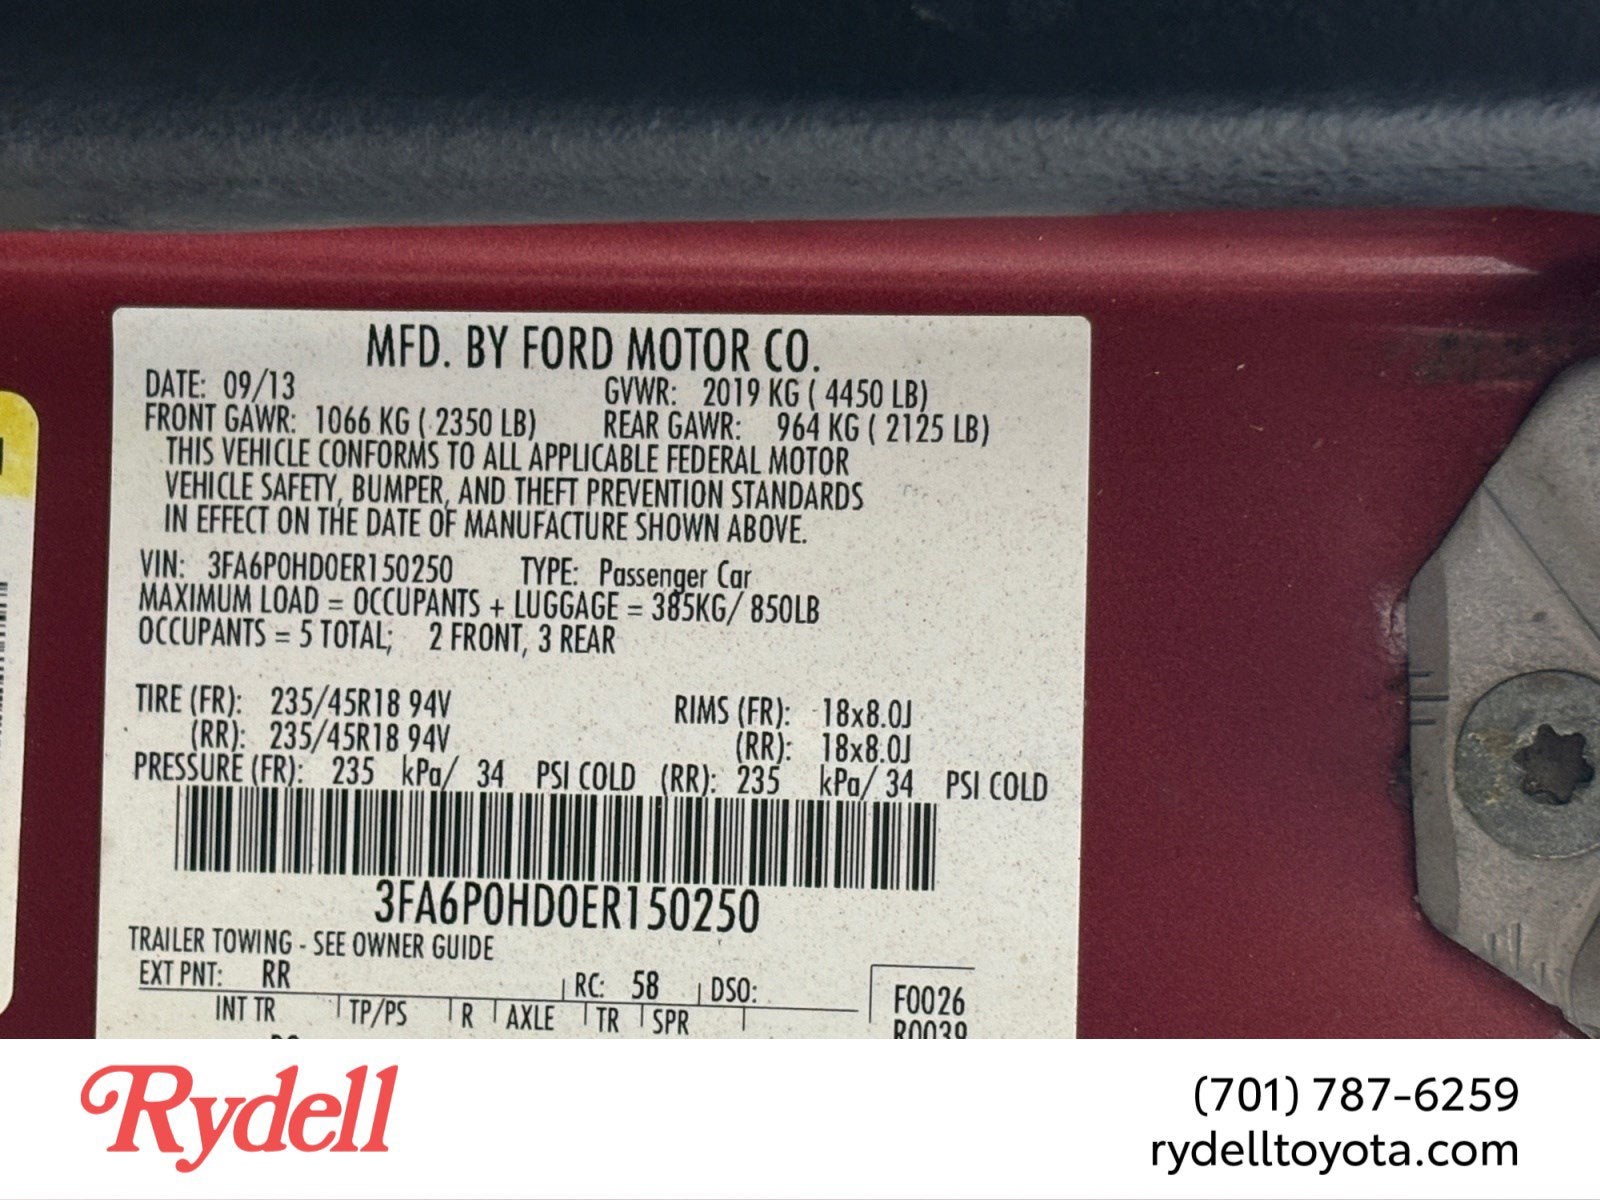 MFD. BY FORD MOTOR CO.
DATE: 09/13 GVWR: 2019 KG ( 4450 LB)
FRONT GAWR: 1066 KG ( 2350 LB) REAR GAWR: 964 KG ( 2125 LB)
THIS VEHICLE CONFORMS TO ALL APPLICABLE FEDERAL MOTOR
VEHICLE SAFETY, BUMPER, AND THEFT PREVENTION STANDARDS
IN EFFECT ON THE DATE OF MANUFACTURE SHOWN ABOVE.
VIN: 3FA6P0HD0ER150250 TYPE: Passenger Car
MAXIMUM LOAD = OCCUPANTS + LUGGAGE = 385KG/ 850LB
OCCUPANTS = 5 TOTAL; 2 FRONT, 3 REAR
TIRE (FR): 235/45R18 94V RIMS (FR): 18x8.0J
(RR): 235/45R18 94V (RR): 18x8.0J
PRESSURE (FR): 235 kPa/ 34 PSI COLD (RR): 235 kPa/ 34 PSI COLD
3FA6P0HD0ER150250
TRAILER TOWING - SEE OWNER GUIDE
EXT PNT: RR RC: 58 DSO:
INT TR TP/PS R AXLE TR SPR
F0026
R0039
Rydell
(701) 787-6259
rydelltoyota.com